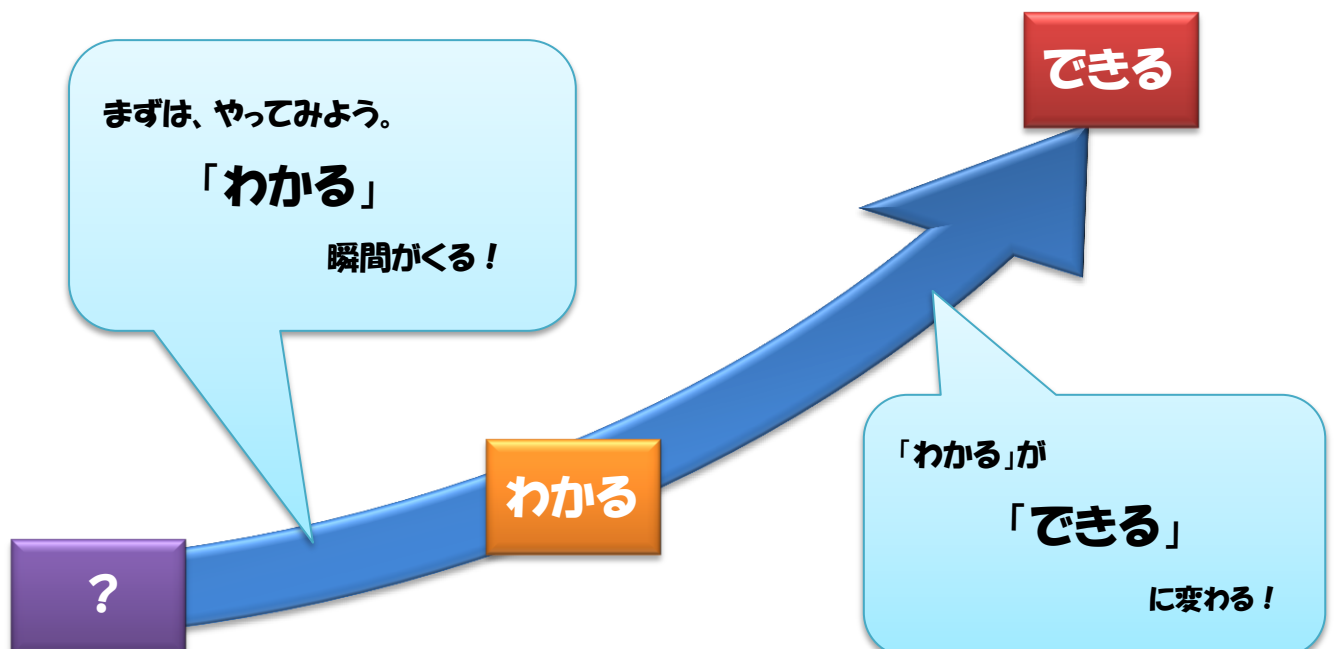 まずは、やってみよう。
「わかる」
瞬間がくる！
できる
わかる
？
「わかる」が
「できる」
に変わる！